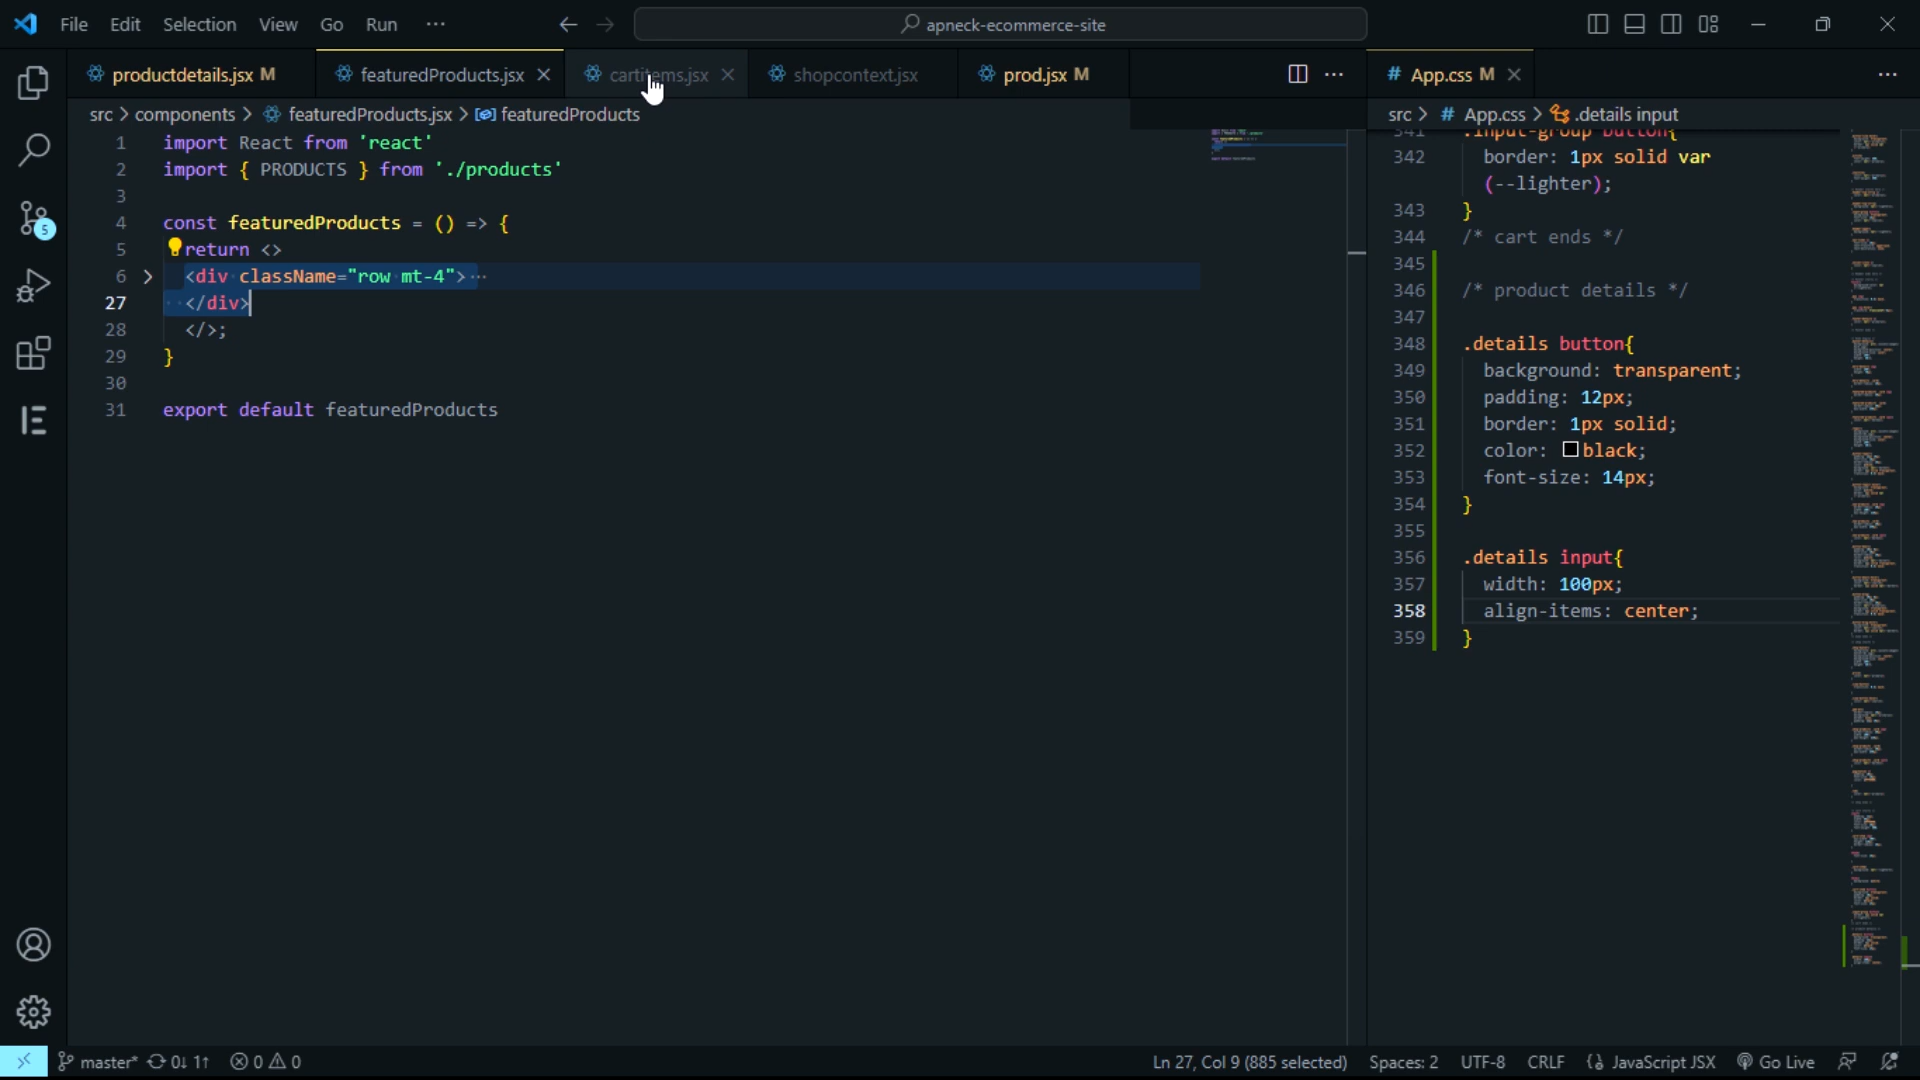 File Edit Selection View Go Run ··· apneck-ecommerce-site
productdetails.jsx M featuredProducts.jsx cartitems.jsx shopcontext.jsx prod.jsx M ··· # App.css M ···
src > components > featuredProducts.jsx > featuredProducts
src > # App.css > .details input
1 import React from 'react'
2 import { PRODUCTS } from './products'
3
4 const featuredProducts = () => {
5 return <>
6 <div className="row mt-4"> ···
27 </div>
28 </>;
29 }
30
31 export default featuredProducts
341 .input-group button{
342 border: 1px solid var
(--lighter);
343 }
344 /* cart ends */
345
346 /* product details */
347
348 .details button{
349 background: transparent;
350 padding: 12px;
351 border: 1px solid;
352 color: black;
353 font-size: 14px;
354 }
355
356 .details input{
357 width: 100px;
358 align-items: center;
359 }
5
master* 0↓ 1↑ 0 0 Ln 27, Col 9 (885 selected) Spaces: 2 UTF-8 CRLF {} JavaScript JSX Go Live